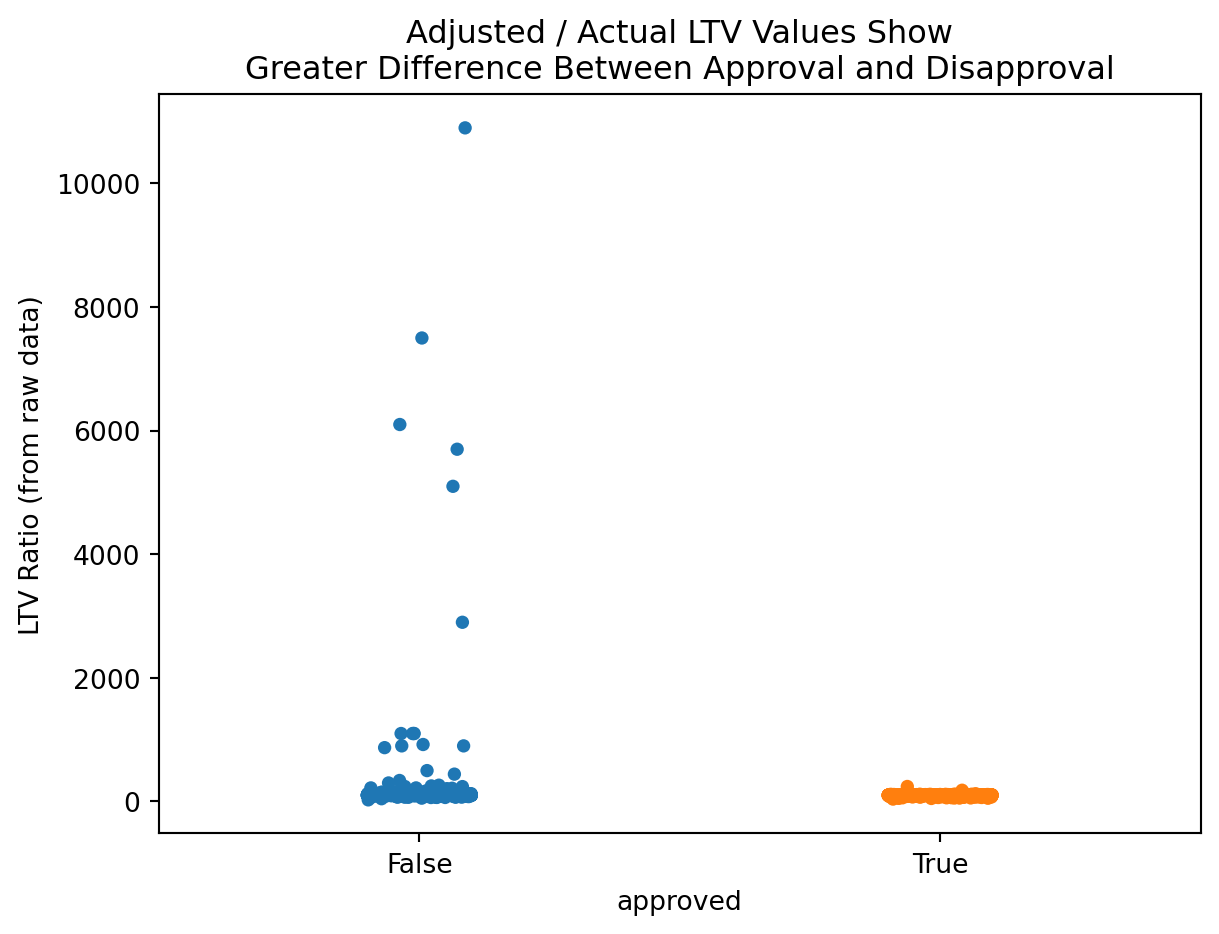 Adjusted / Actual LTV Values Show
Greater Difference Between Approval and Disapproval
LTV Ratio (from raw data)
10000
8000
6000
4000
2000
0
False
True
approved